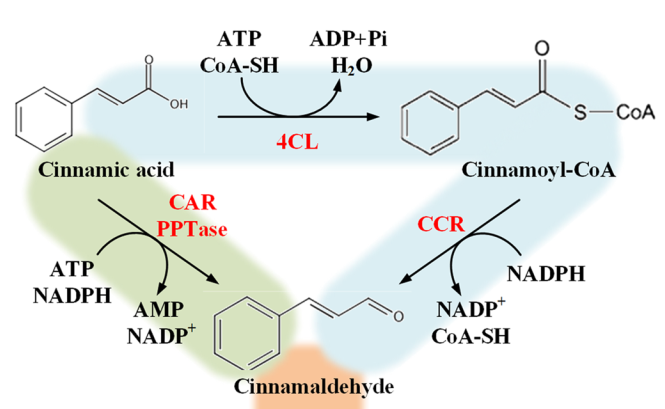 ATP
CoA-SH
ADP+Pi
H₂O
O
OH
O
S
CoA
4CL
Cinnamic acid
Cinnamoyl-CoA
CAR
PPTase
CCR
ATP
NADPH
NADPH
AMP
NADP⁺
O
NADP⁺
CoA-SH
Cinnamaldehyde